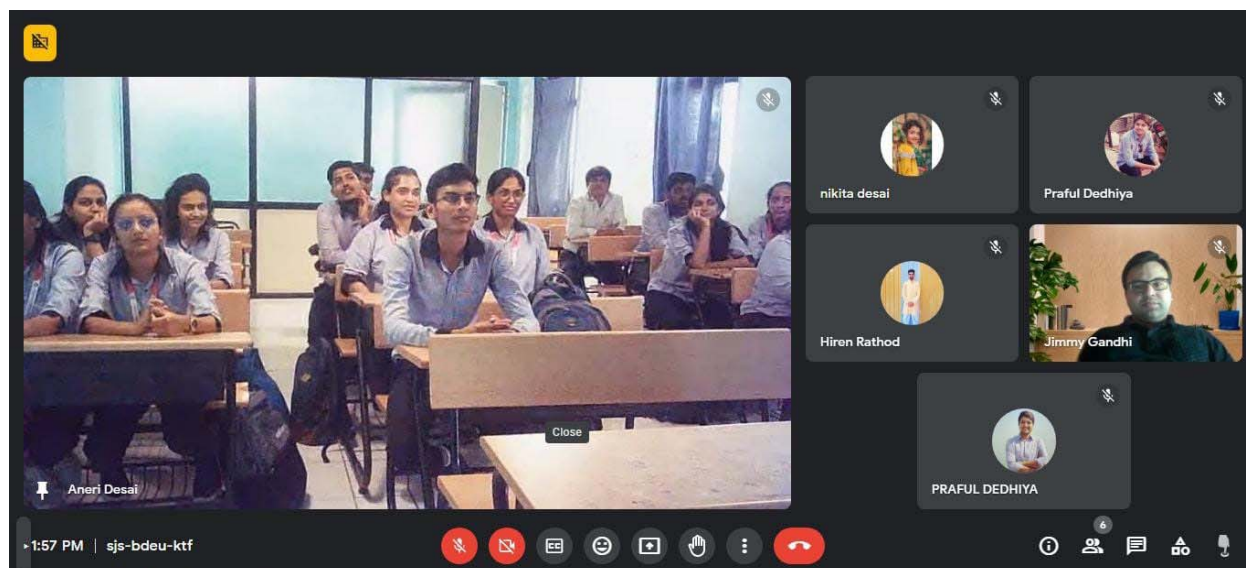 nikita desai
Praful Dedhiya
Hiren Rathod
Jimmy Gandhi
Close
Aneri Desai
PRAFUL DEDHIYA
6
1:57 PM | sjs-bdeu-ktf
CC